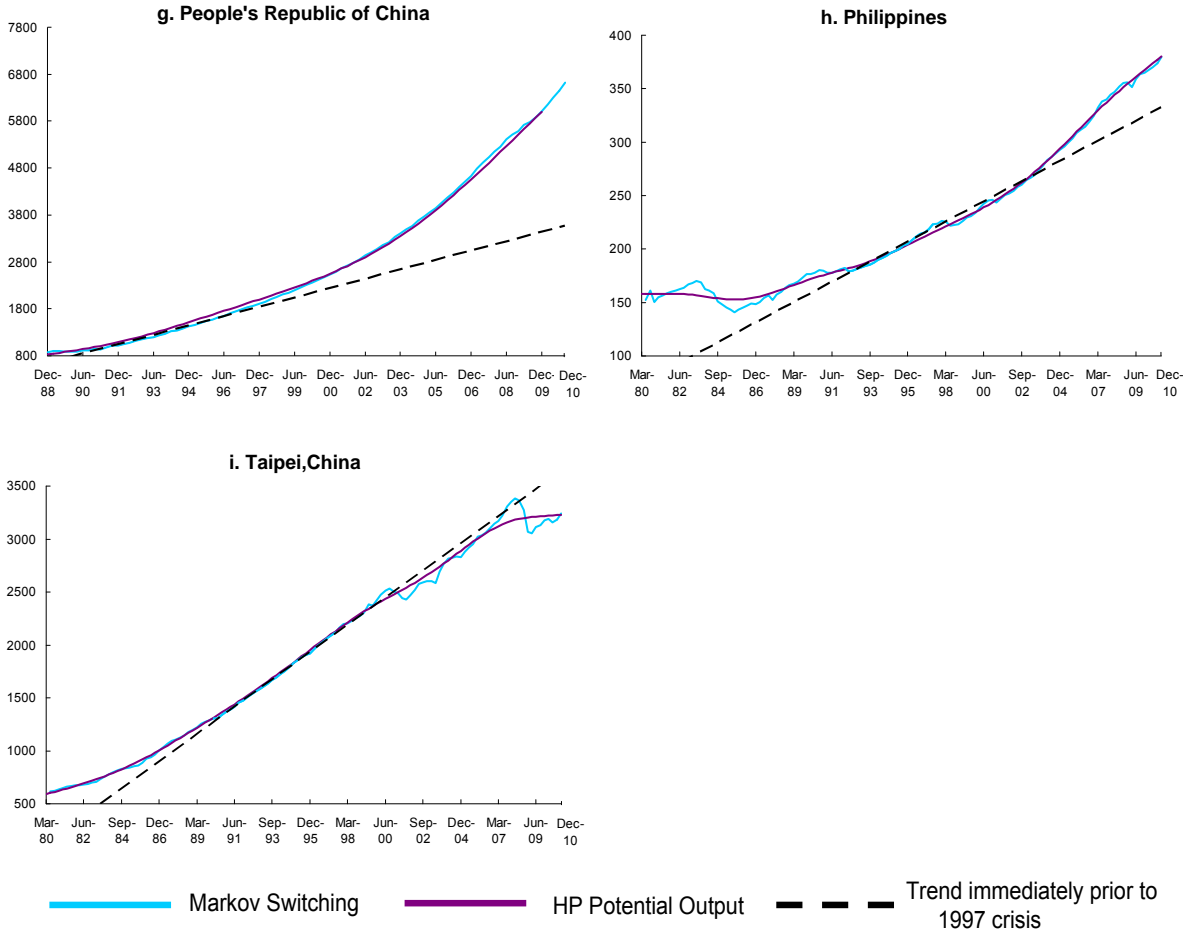 g. People's Republic of China
7800
6800
5800
4800
3800
2800
1800
800
Dec- Jun- Dec- Jun- Dec- Jun- Dec- Jun- Dec- Jun- Dec- Jun- Dec- Jun- Dec- Dec-
88 90 91 93 94 96 97 99 00 02 03 05 06 08 09 10
h. Philippines
400
350
300
250
200
150
100
Mar- Jun- Sep- Dec- Mar- Jun- Sep- Dec- Mar- Jun- Sep- Dec- Mar- Jun- Dec-
80 82 84 86 89 91 93 95 98 00 02 04 07 09 10
i. Taipei,China
3500
3000
2500
2000
1500
1000
500
Mar- Jun- Sep- Dec- Mar- Jun- Sep- Dec- Mar- Jun- Sep- Dec- Mar- Jun- Dec-
80 82 84 86 89 91 93 95 98 00 02 04 07 09 10
Markov Switching
HP Potential Output
Trend immediately prior to
1997 crisis